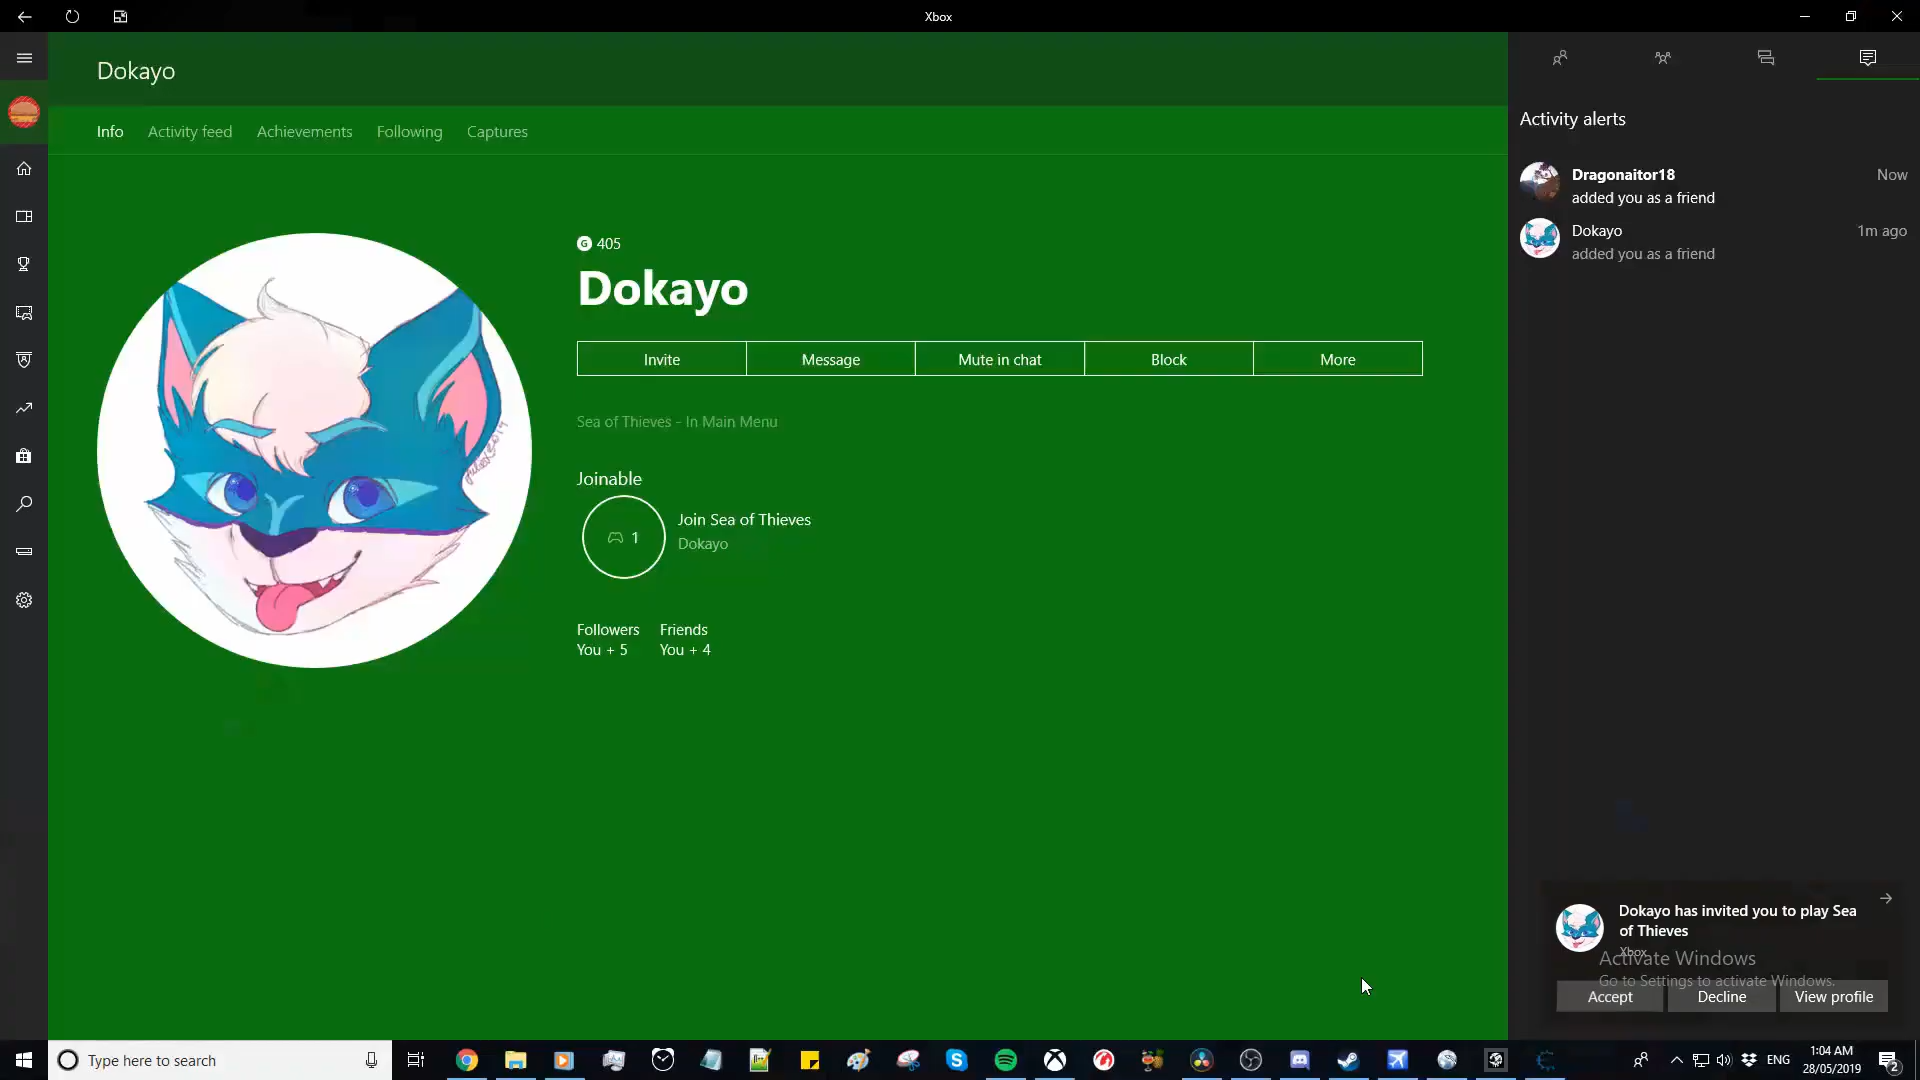 Xbox
Dokayo
Info Activity feed Achievements Following Captures
G 405
Dokayo
Invite Message Mute in chat Block More
Sea of Thieves - In Main Menu
Joinable
1
Join Sea of Thieves
Dokayo
Followers Friends
You + 5 You + 4
Activity alerts
Dragonaitor18 Now
added you as a friend
Dokayo 1m ago
added you as a friend
Dokayo has invited you to play Sea
of Thieves
Xbox
Activate Windows
Go to Settings to activate Windows.
Accept Decline View profile
Type here to search
ENG
1:04 AM
28/05/2019
2